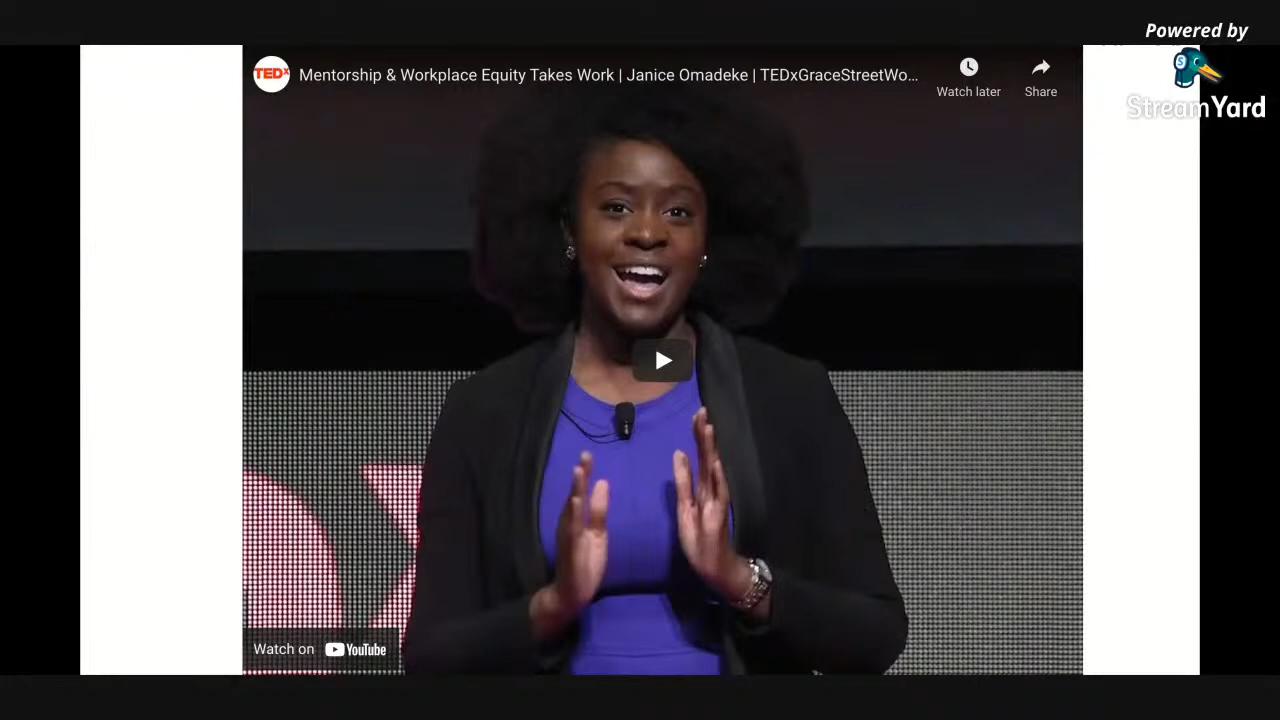 Powered by
StreamYard
TEDx Mentorship & Workplace Equity Takes Work | Janice Omadeke | TEDxGraceStreetWo...
Watch later
Share
Watch on YouTube